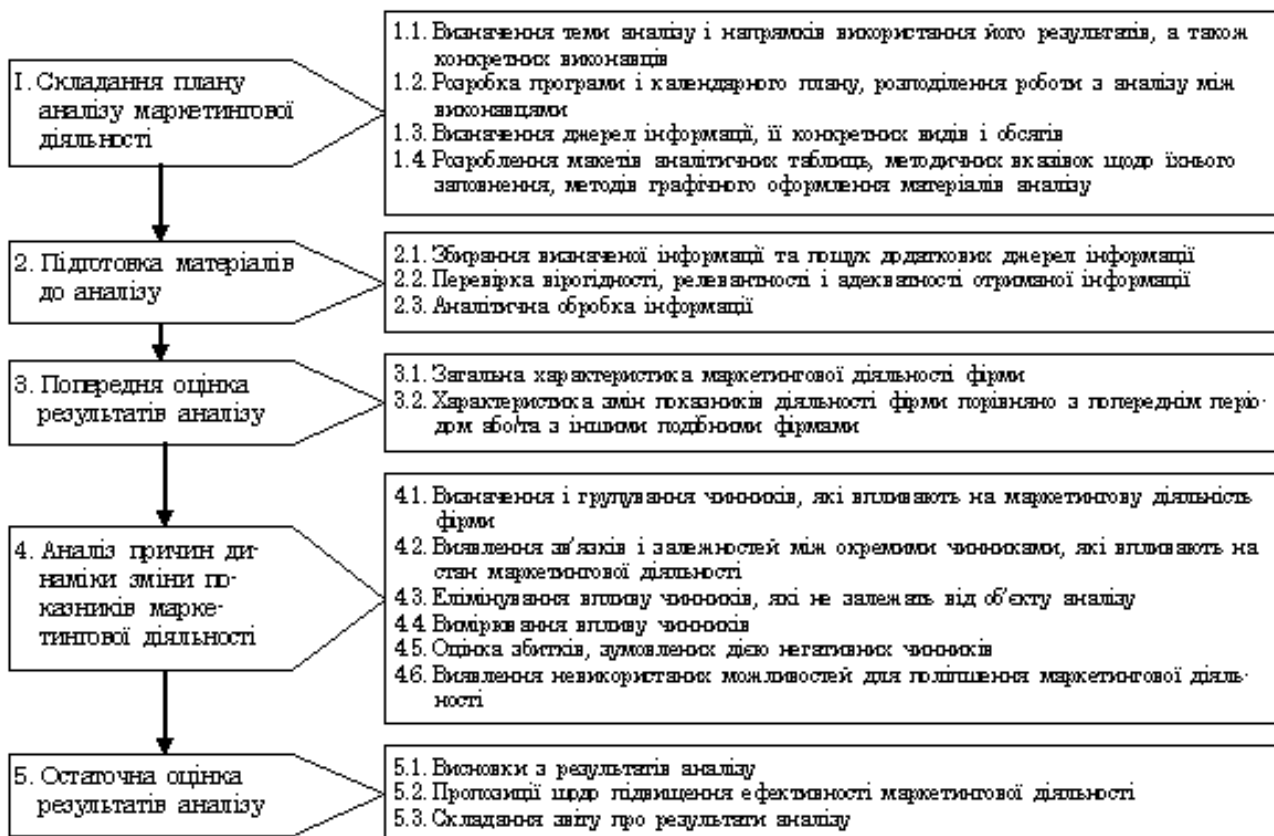 1. Складання плану
аналізу маркетингової
діяльності
1.1. Визначення теми аналізу і напрямків використання його результатів, а також
конкретних виконавців
1.2. Розробка програми і календарного плану, розподілення роботи з аналізу між
виконавцями
1.3. Визначення джерел інформації, її конкретних видів і обсягів
1.4. Розроблення макетів аналітичних таблиць, методичних вказівок щодо їхнього
заповнення, методів графічного оформлення матеріалів аналізу
2. Підготовка матеріалів
до аналізу
2.1. Збирання визначеної інформації та пошук додаткових джерел інформації
2.2. Перевірка вірогідності, релевантності і адекватності отриманої інформації
2.3. Аналітична обробка інформації
3. Попередня оцінка
результатів аналізу
3.1. Загальна характеристика маркетингової діяльності фірми
3.2. Характеристика змін показників діяльності фірми порівняно з попереднім періо-
дом або/та з іншими подібними фірмами
4. Аналіз причин ди-
наміки зміни по-
казників марке-
тингової діяльності
4.1. Визначення і групування чинників, які впливають на маркетингову діяльність
фірми
4.2. Виявлення зв'язків і залежностей між окремими чинниками, які впливають на
стан маркетингової діяльності
4.3. Елімінування впливу чинників, які не залежать від об'єкту аналізу
4.4. Вимірювання впливу чинників
4.5. Оцінка збитків, зумовлених дією негативних чинників
4.6. Виявлення невикористаних можливостей для поліпшення маркетингової діяль-
ності
5. Остаточна оцінка
результатів аналізу
5.1. Висновки з результатів аналізу
5.2. Пропозиції щодо підвищення ефективності маркетингової діяльності
5.3. Складання звіту про результати аналізу